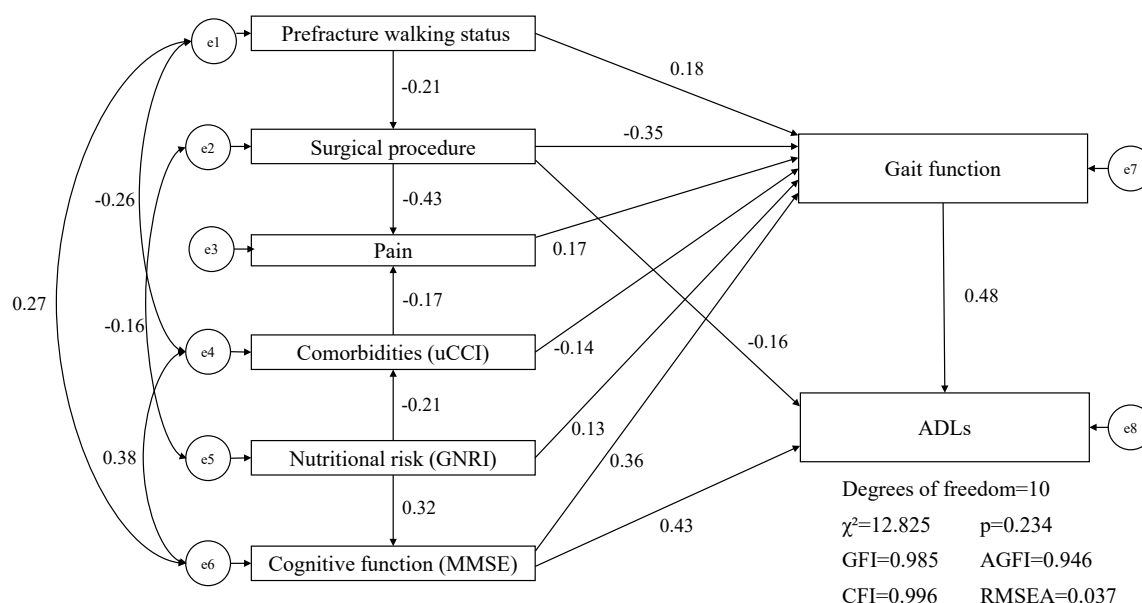 e1
Prefracture walking status
0.18
-0.21
e2
Surgical procedure
-0.35
Gait function
e7
-0.26
-0.43
e3
Pain
0.17
0.27
-0.17
0.48
-0.16
e4
Comorbidities (uCCI)
-0.14
-0.16
-0.21
0.13
ADLs
e8
0.38
e5
Nutritional risk (GNRI)
0.36
0.32
0.43
e6
Cognitive function (MMSE)
Degrees of freedom=10
χ²=12.825 p=0.234
GFI=0.985 AGFI=0.946
CFI=0.996 RMSEA=0.037